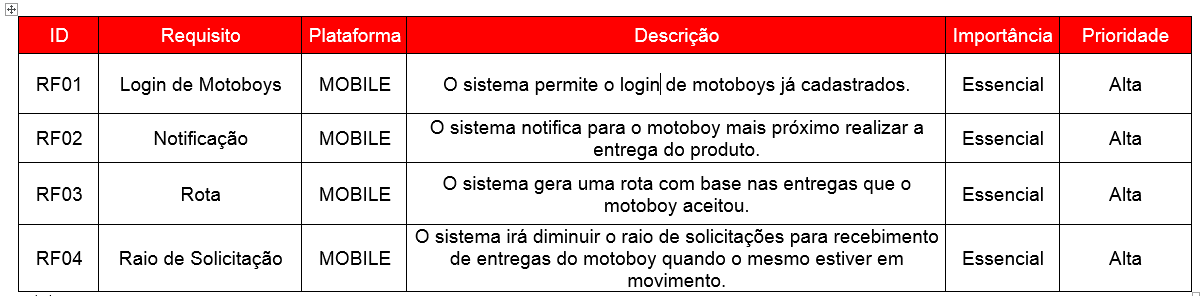 ID Requisito Plataforma Descrição Importância Prioridade
RF01 Login de Motoboys MOBILE O sistema permite o login de motoboys já cadastrados. Essencial Alta
RF02 Notificação MOBILE O sistema notifica para o motoboy mais próximo realizar a
entrega do produto. Essencial Alta
RF03 Rota MOBILE O sistema gera uma rota com base nas entregas que o
motoboy aceitou. Essencial Alta
RF04 Raio de Solicitação MOBILE O sistema irá diminuir o raio de solicitações para recebimento
de entregas do motoboy quando o mesmo estiver em
movimento. Essencial Alta